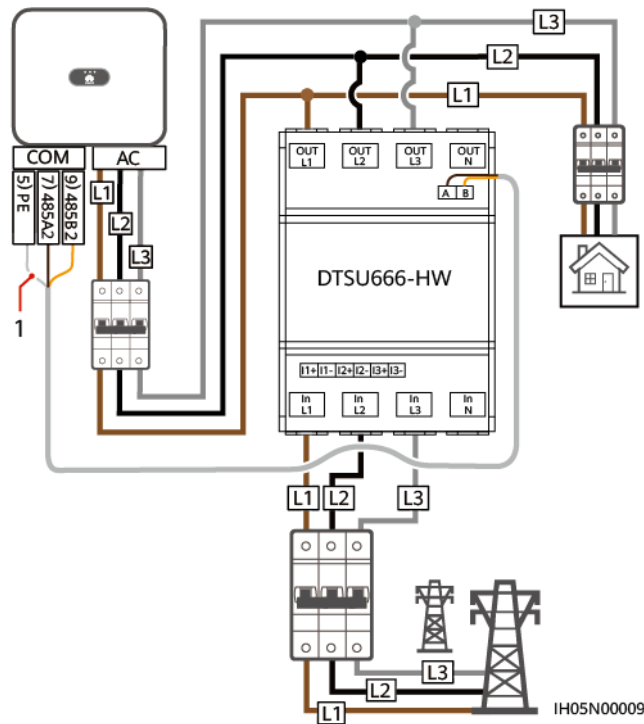 L3
L2
L1
COM AC
5) PE
7) 485A2
9) 485B2
L1
L2
L3
1
OUT L1
OUT L2
OUT L3
OUT N
A B
DTSU666-HW
I1+ I1- I2+ I2- I3+ I3-
In L1
In L2
In L3
In N
L1 L2 L3
L3
L2
L1
IH05N00009